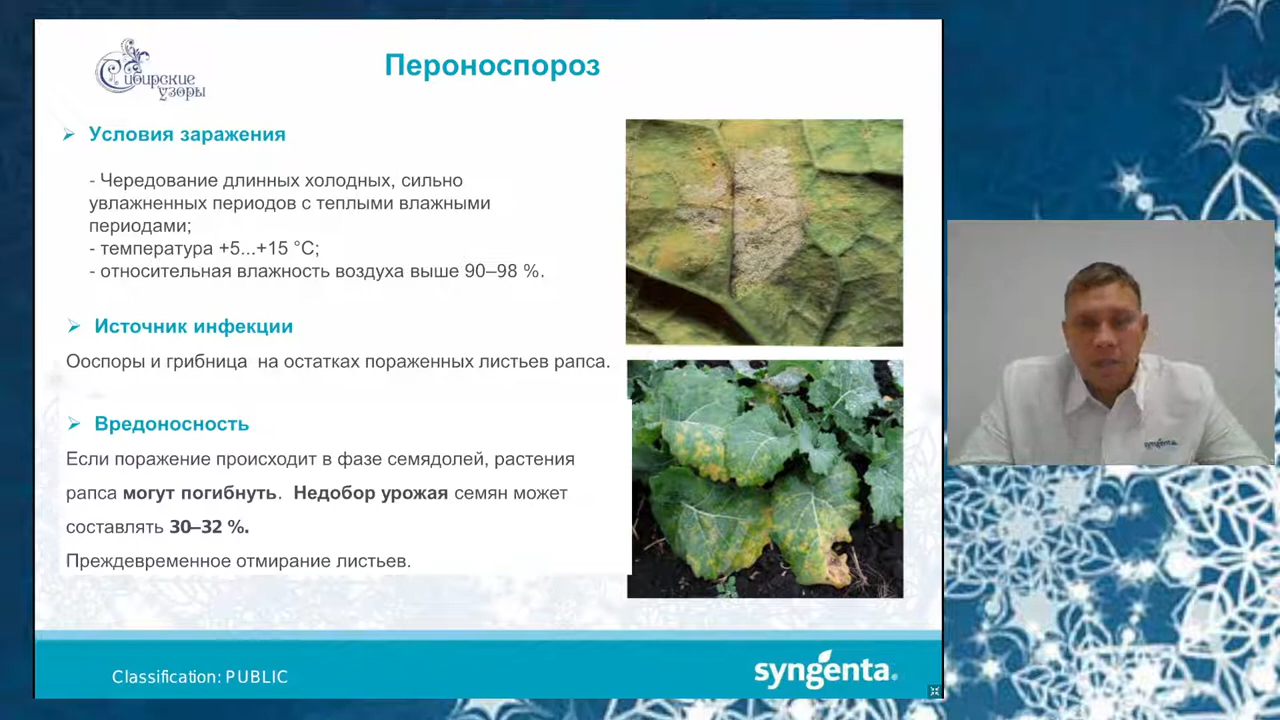 Сибирские
узоры
Пероноспороз
Условия заражения
- Чередование длинных холодных, сильно
увлажненных периодов с теплыми влажными
периодами;
- температура +5...+15 °С;
- относительная влажность воздуха выше 90–98 %.
Источник инфекции
Ооспоры и грибница на остатках пораженных листьев рапса.
Вредоносность
Если поражение происходит в фазе семядолей, растения
рапса могут погибнуть. Недобор урожая семян может
составлять 30–32 %.
Преждевременное отмирание листьев.
Classification: PUBLIC
syngenta®
syngenta